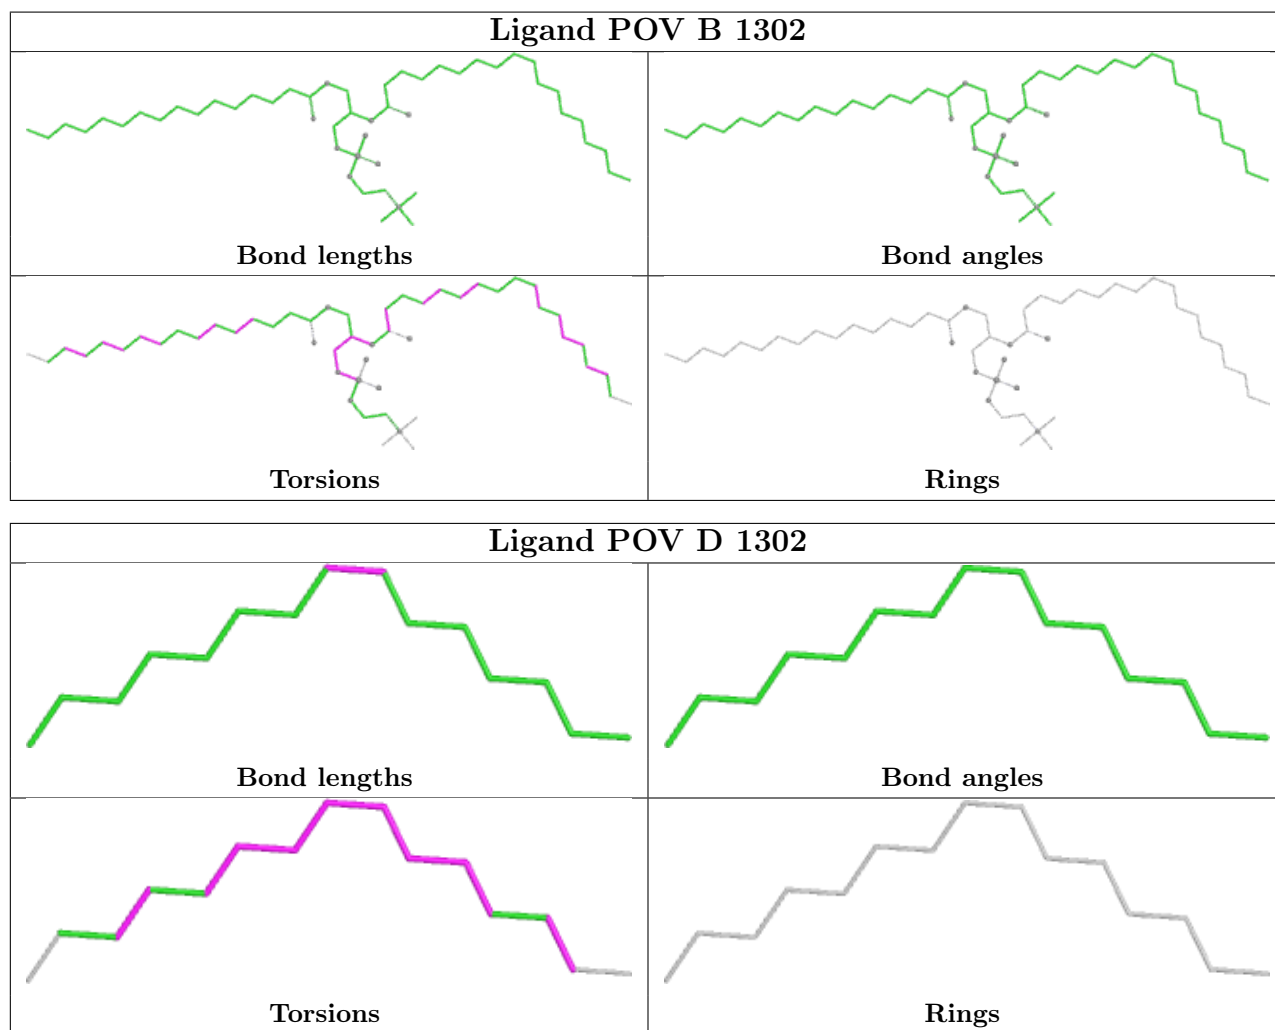 Ligand POV B 1302
Bond lengths
Bond angles
Torsions
Rings
Ligand POV D 1302
Bond lengths
Bond angles
Torsions
Rings